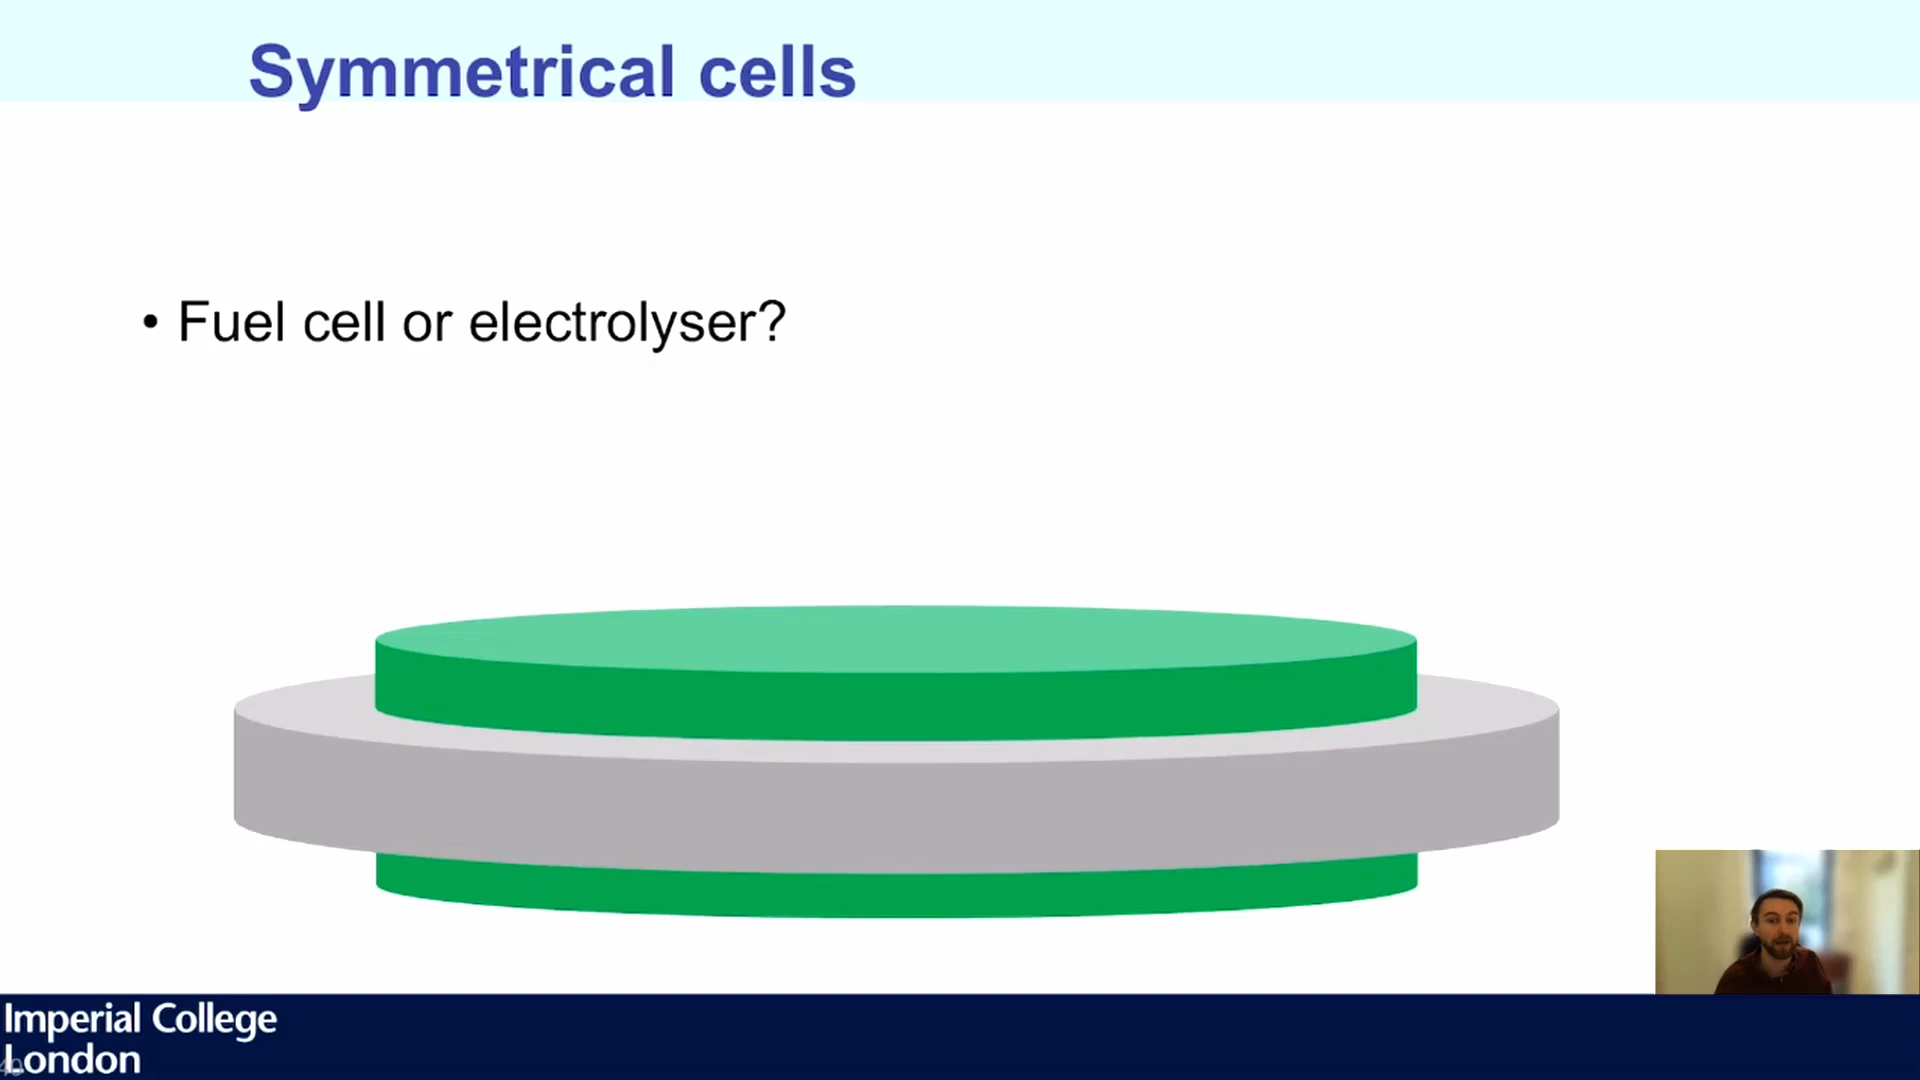 Symmetrical cells
• Fuel cell or electrolyser?
Imperial College
London